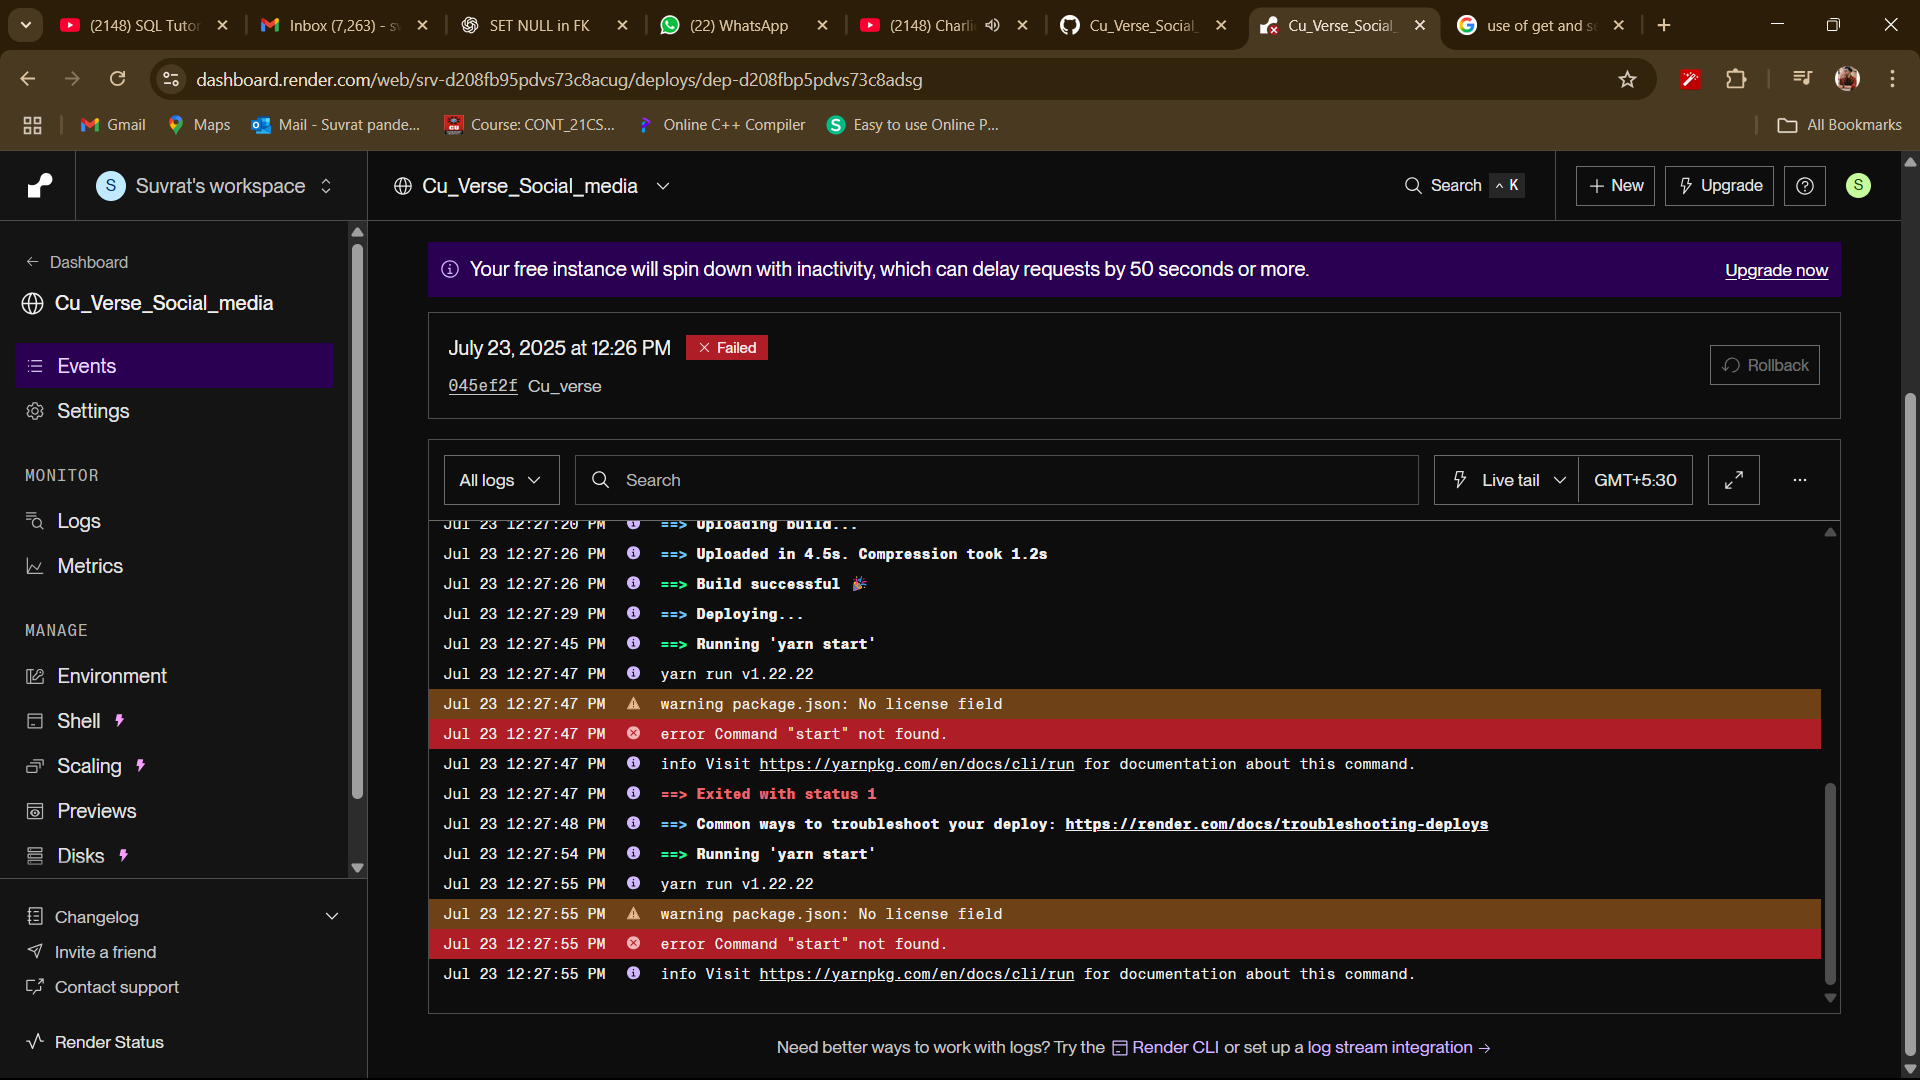 (2148) SQL Tutor
Inbox (7,263) - sv
SET NULL in FK
(22) WhatsApp
(2148) Charli
Cu_Verse_Social_
Cu_Verse_Social_
use of get and se
dashboard.render.com/web/srv-d208fb95pdvs73c8acug/deploys/dep-d208fbp5pdvs73c8adsg
Gmail
Maps
Mail - Suvrat pande...
Course: CONT_21CS...
Online C++ Compiler
Easy to use Online P...
All Bookmarks
S Suvrat's workspace
Cu_Verse_Social_media
Search ^ K
+ New
Upgrade
S
← Dashboard
Cu_Verse_Social_media
Events
Settings
MONITOR
Logs
Metrics
MANAGE
Environment
Shell
Scaling
Previews
Disks
Changelog
Invite a friend
Contact support
Render Status
Your free instance will spin down with inactivity, which can delay requests by 50 seconds or more.
Upgrade now
July 23, 2025 at 12:26 PM
Failed
045ef2f Cu_verse
Rollback
All logs
Search
Live tail
GMT+5:30
Jul 23 12:27:20 PM ==> Uploading build...
Jul 23 12:27:26 PM ==> Uploaded in 4.5s. Compression took 1.2s
Jul 23 12:27:26 PM ==> Build successful 🎉
Jul 23 12:27:29 PM ==> Deploying...
Jul 23 12:27:45 PM ==> Running 'yarn start'
Jul 23 12:27:47 PM yarn run v1.22.22
Jul 23 12:27:47 PM warning package.json: No license field
Jul 23 12:27:47 PM error Command "start" not found.
Jul 23 12:27:47 PM info Visit https://yarnpkg.com/en/docs/cli/run for documentation about this command.
Jul 23 12:27:47 PM ==> Exited with status 1
Jul 23 12:27:48 PM ==> Common ways to troubleshoot your deploy: https://render.com/docs/troubleshooting-deploys
Jul 23 12:27:54 PM ==> Running 'yarn start'
Jul 23 12:27:55 PM yarn run v1.22.22
Jul 23 12:27:55 PM warning package.json: No license field
Jul 23 12:27:55 PM error Command "start" not found.
Jul 23 12:27:55 PM info Visit https://yarnpkg.com/en/docs/cli/run for documentation about this command.
Need better ways to work with logs? Try the Render CLI or set up a log stream integration →